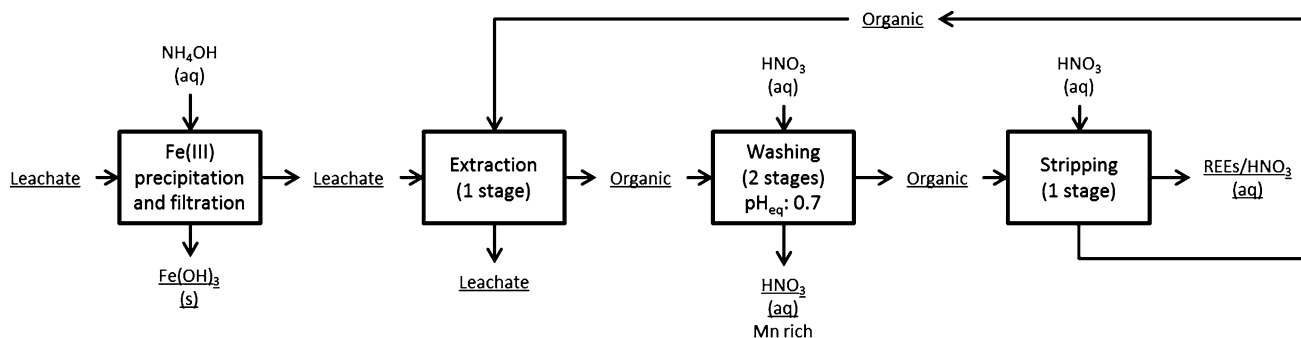 Organic
NH₄OH
(aq)
HNO₃
(aq)
HNO₃
(aq)
Leachate
Fe(III)
precipitation
and filtration
Leachate
Extraction
(1 stage)
Organic
Washing
(2 stages)
pHeq: 0.7
Organic
Stripping
(1 stage)
REEs/HNO₃
(aq)
Fe(OH)₃
(s)
Leachate
HNO₃
(aq)
Mn rich